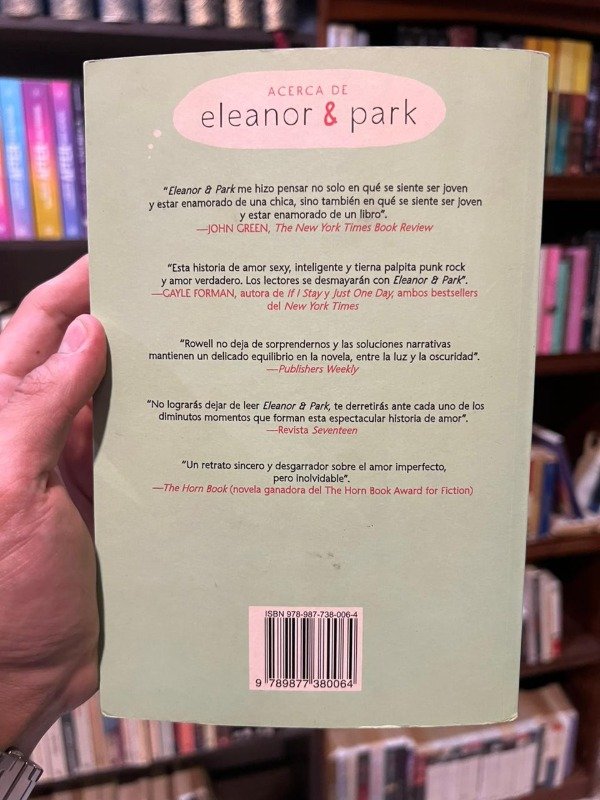 ACERCA DE
eleanor & park
"Eleanor & Park me hizo pensar no solo en qué se siente ser joven
y estar enamorado de una chica, sino también en qué se siente ser joven
y estar enamorado de un libro".
—JOHN GREEN, The New York Times Book Review
"Esta historia de amor sexy, inteligente y tierna palpita punk rock
y amor verdadero. Los lectores se desmayarán con Eleanor & Park".
—GAYLE FORMAN, autora de If I Stay y Just One Day, ambos bestsellers
del New York Times
"Rowell no deja de sorprendernos y las soluciones narrativas
mantienen un delicado equilibrio en la novela, entre la luz y la oscuridad".
—Publishers Weekly
"No lograrás dejar de leer Eleanor & Park, te derretirás ante cada uno de los
diminutos momentos que forman esta espectacular historia de amor".
—Revista Seventeen
"Un retrato sincero y desgarrador sobre el amor imperfecto,
pero inolvidable".
—The Horn Book (novela ganadora del The Horn Book Award for Fiction)
ISBN 978-987-738-006-4
9 789877 380064